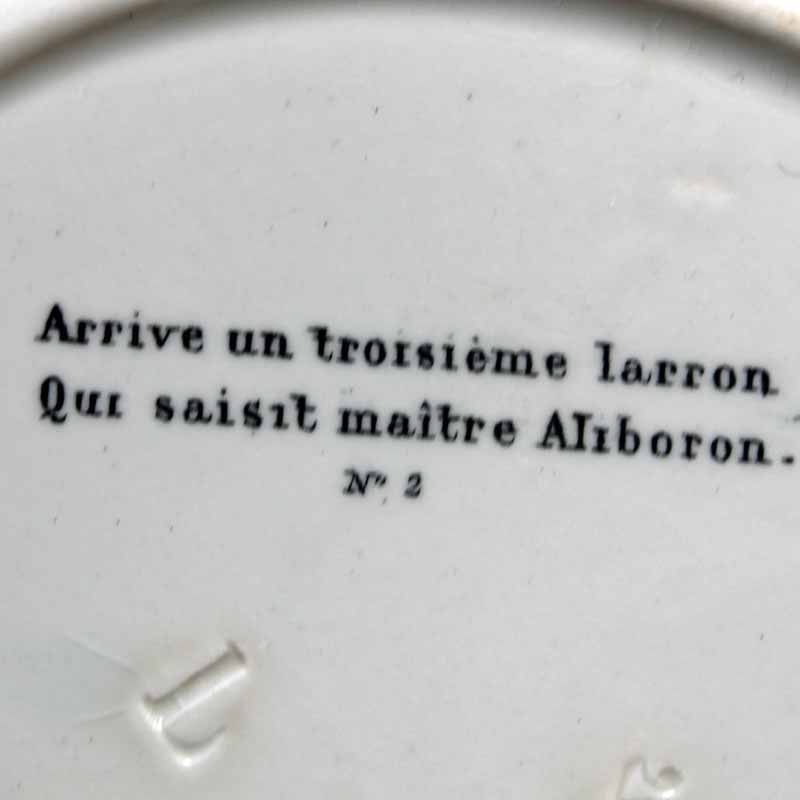 Arrive un troisième larron
Qui saisit maître Aliboron.
N° 2